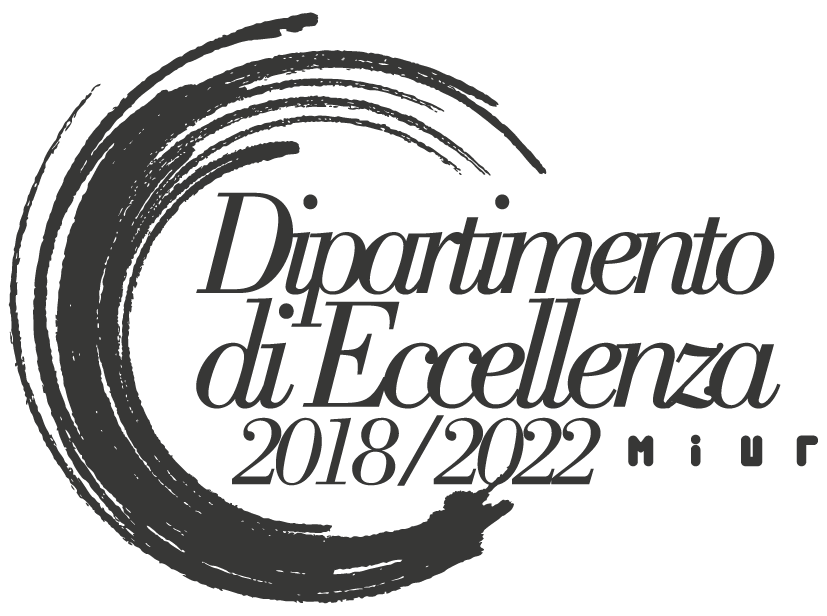 Dipartimento
di Eccellenza
2018/2022 MiUr